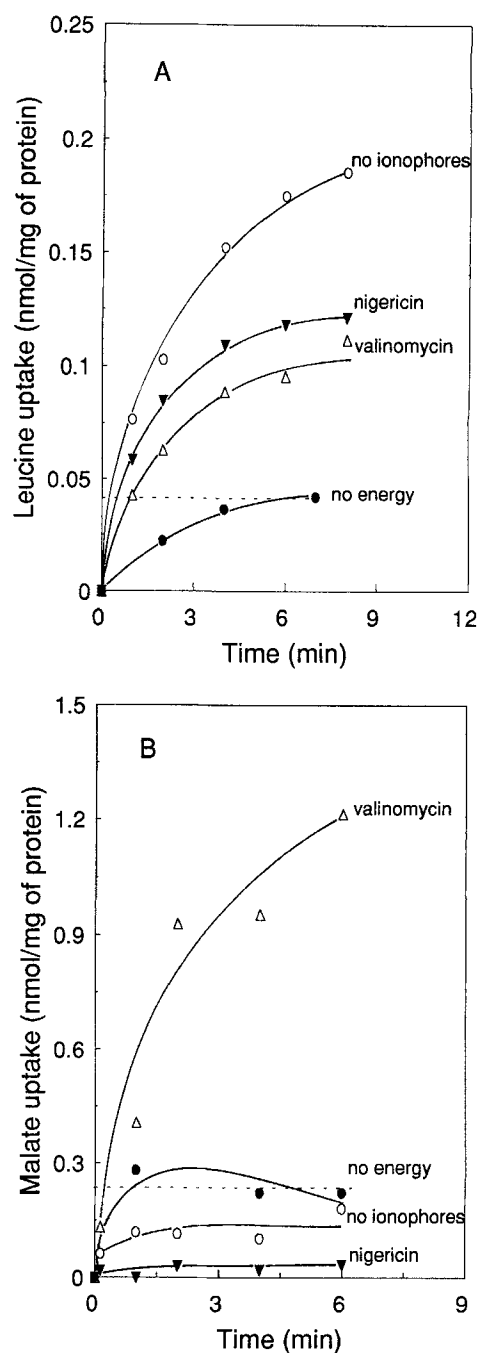 0.25
A
0.2
no ionophores
0.15
nigericin
valinomycin
0.1
0.05
no energy
0
0 3 6 9 12
Time (min)
Leucine uptake (nmol/mg of protein)
1.5
B
valinomycin
1.2
0.9
0.6
0.3
no energy
no ionophores
nigericin
0
0 3 6 9
Time (min)
Malate uptake (nmol/mg of protein)